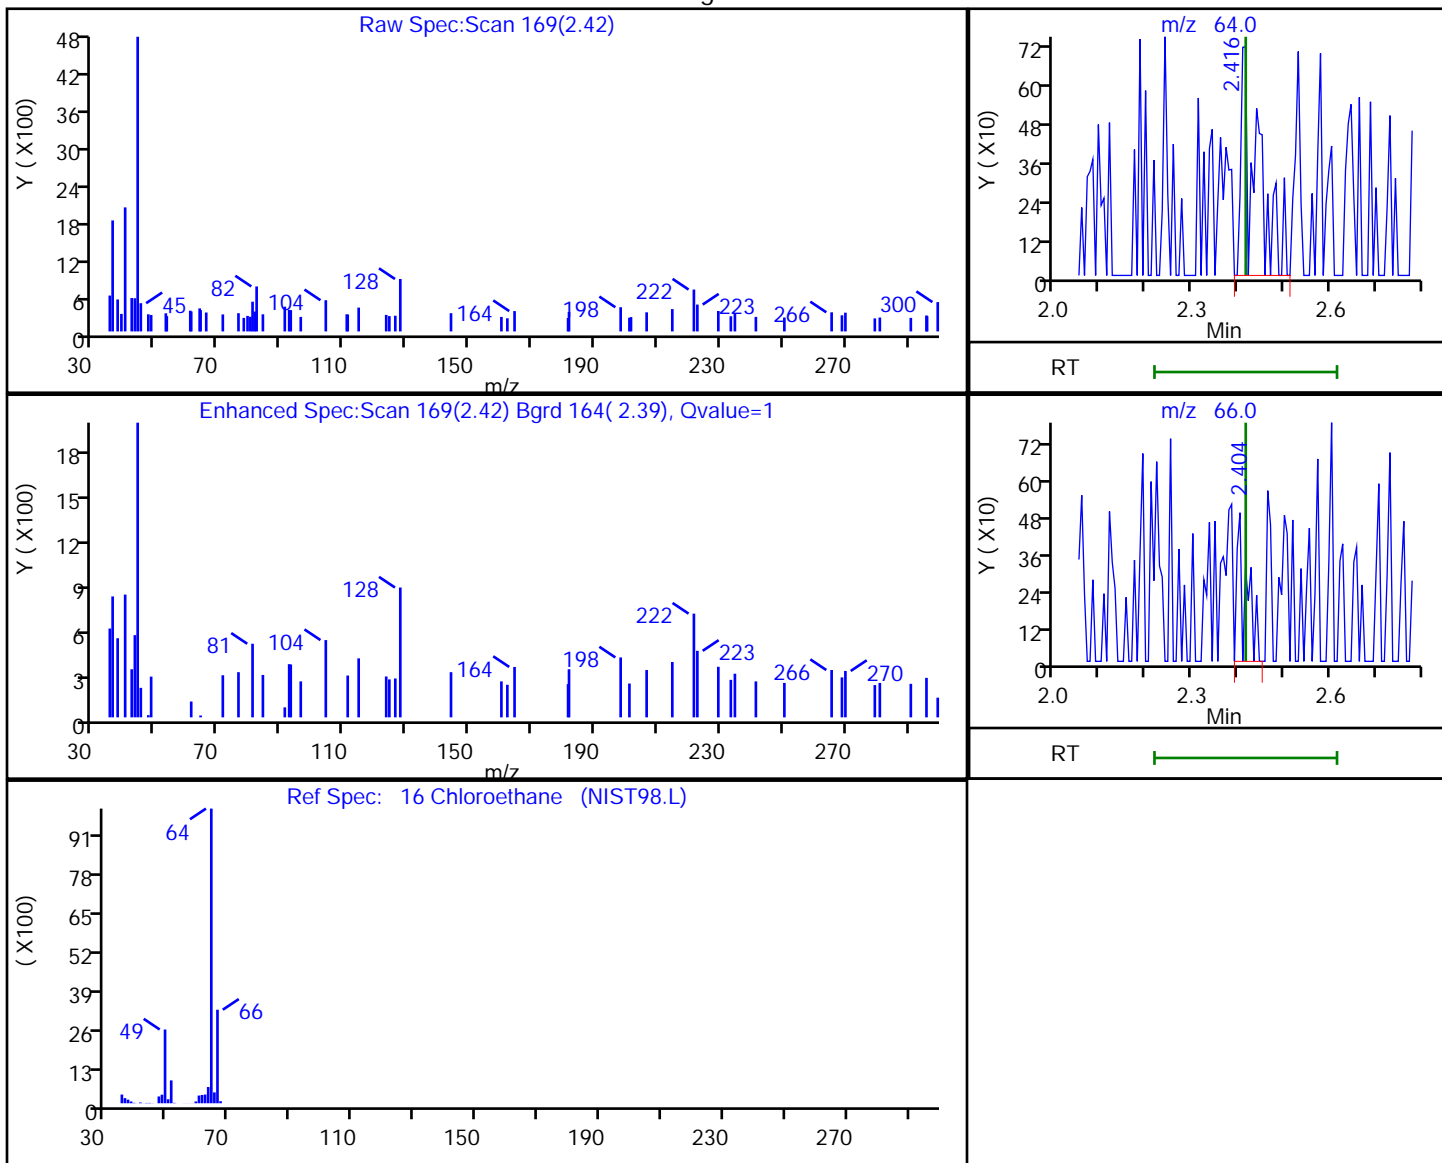 Raw Spec:Scan 169(2.42)
Y ( X100)
48
42
36
30
24
18
12
6
0
45
82
104
128
164
198
222
223
266
300
30 70 110 150 190 230 270
m/z
m/z 64.0
Y ( X10)
72
60
48
36
24
12
0
2.416
2.0 2.3 2.6
Min
RT
Enhanced Spec:Scan 169(2.42) Bgrd 164( 2.39), Qvalue=1
Y ( X100)
18
15
12
9
6
3
0
81
104
128
164
198
222
223
266
270
30 70 110 150 190 230 270
m/z
m/z 66.0
Y ( X10)
72
60
48
36
24
12
0
2.404
2.0 2.3 2.6
Min
RT
Ref Spec: 16 Chloroethane (NIST98.L)
( X100)
91
78
65
52
39
26
13
0
49
64
66
30 70 110 150 190 230 270